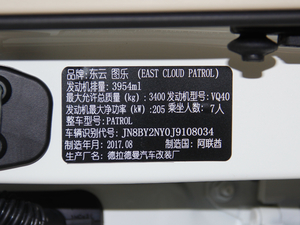 品牌:东云 图乐 (EAST CLOUD PATROL)
发动机排量:3954ml
最大允许总质量(kg):3400 发动机型号:VQ40
发动机最大净功率(kW):205 乘坐人数:7人
整车型号:PATROL
车辆识别代号:JN8BY2NY0J9108034
制造年月:2017.08 制造国:阿联酋
生产厂名:德拉德曼汽车改装厂